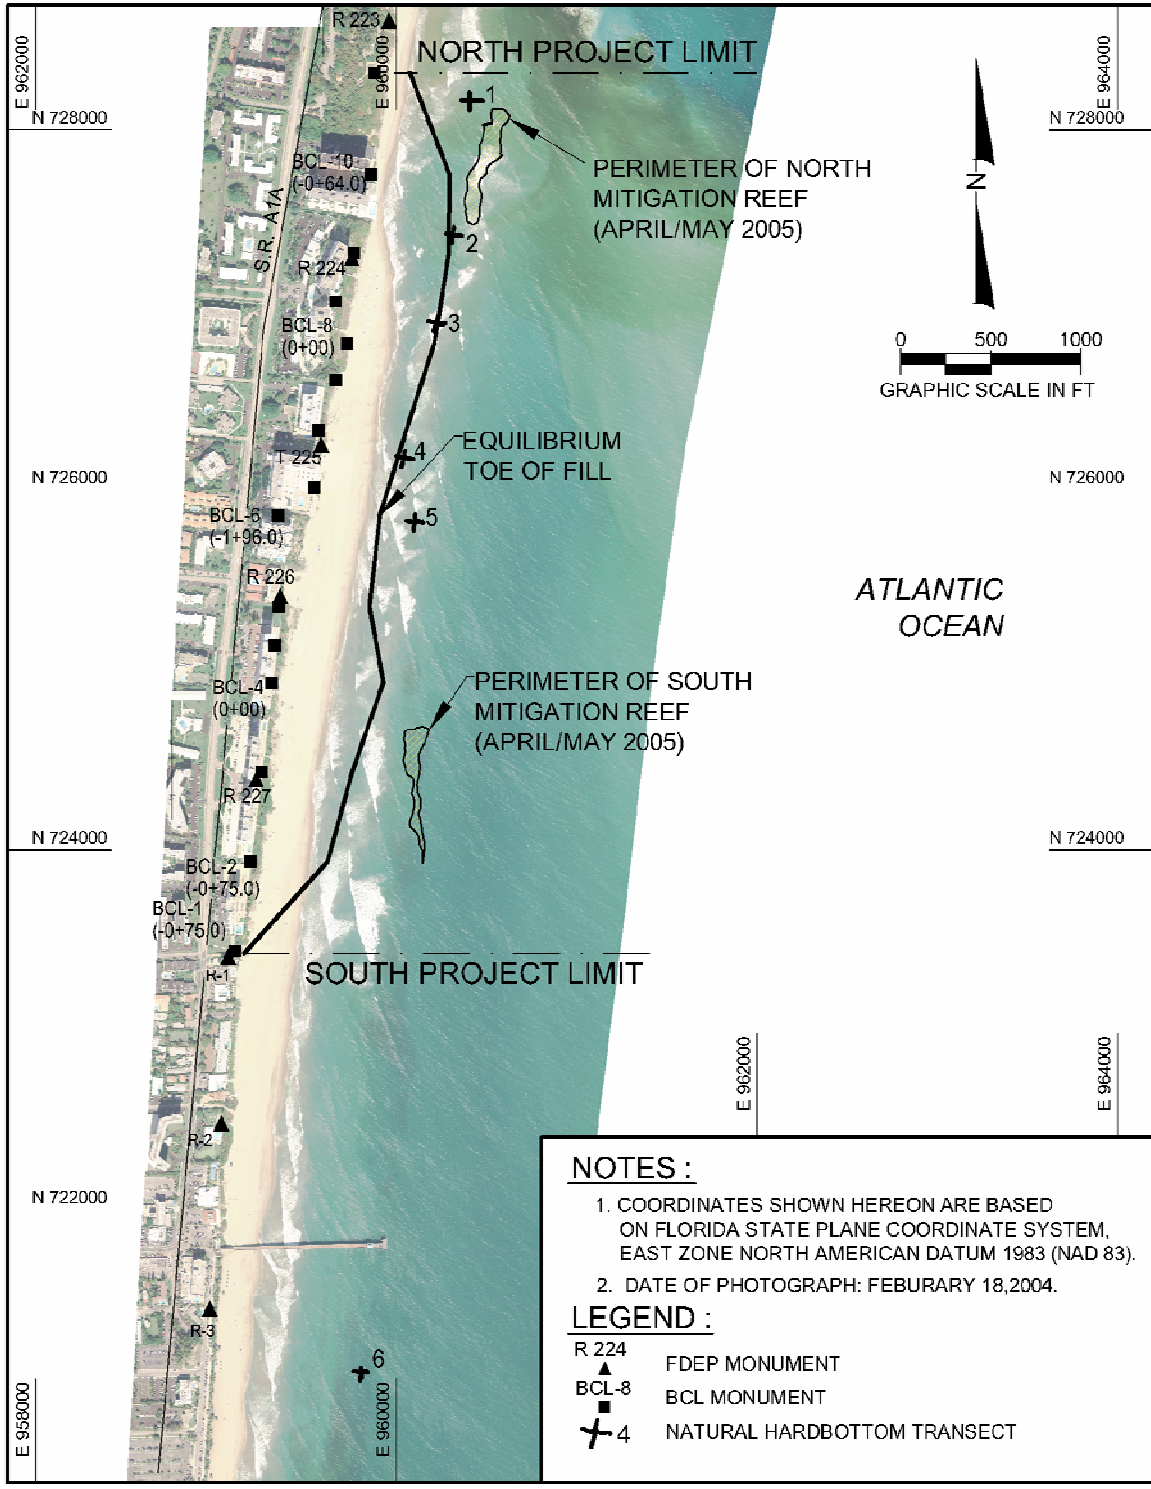 R 223
E 962000
E 960000
E 964000
NORTH PROJECT LIMIT
1
N 728000
N 728000
BCL-10
(-0+64.0)
PERIMETER OF NORTH
MITIGATION REEF
(APRIL/MAY 2005)
N
S.R. A1A
2
R 224
BCL-8
(0+00)
3
0 500 1000
GRAPHIC SCALE IN FT
T 225
4
EQUILIBRIUM
TOE OF FILL
N 726000
N 726000
BCL-6
(-1+96.0)
5
R 226
ATLANTIC
OCEAN
BCL-4
(0+00)
PERIMETER OF SOUTH
MITIGATION REEF
(APRIL/MAY 2005)
R 227
N 724000
N 724000
BCL-2
(-0+75.0)
BCL-1
(-0+75.0)
R-1
SOUTH PROJECT LIMIT
E 962000
E 964000
R-2
N 722000
R-3
6
E 958000
E 960000
NOTES :
1. COORDINATES SHOWN HEREON ARE BASED
ON FLORIDA STATE PLANE COORDINATE SYSTEM,
EAST ZONE NORTH AMERICAN DATUM 1983 (NAD 83).
2. DATE OF PHOTOGRAPH: FEBURARY 18,2004.
LEGEND :
R 224
FDEP MONUMENT
BCL-8
BCL MONUMENT
4 NATURAL HARDBOTTOM TRANSECT